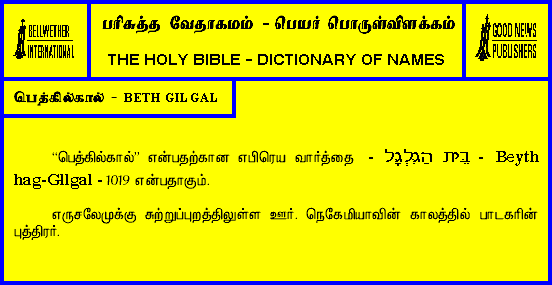 BELLWETHER
INTERNATIONAL
பரிசுத்த வேதாகமம் - பெயர் பொருள்விளக்கம்
THE HOLY BIBLE - DICTIONARY OF NAMES
GOOD NEWS
PUBLISHERS
பெத்கில்கால் - BETH GILGAL
“பெத்கில்கால்” என்பதற்கான எபிரெய வார்த்தை - בֵּית הַגִּלְגָּל - Beyth
hag-Gilgal - 1019 என்பதாகும்.
எருசலேமுக்கு சுற்றுப்புறத்திலுள்ள ஊர். நெகேமியாவின் காலத்தில் பாடகரின்
புத்திரர்.